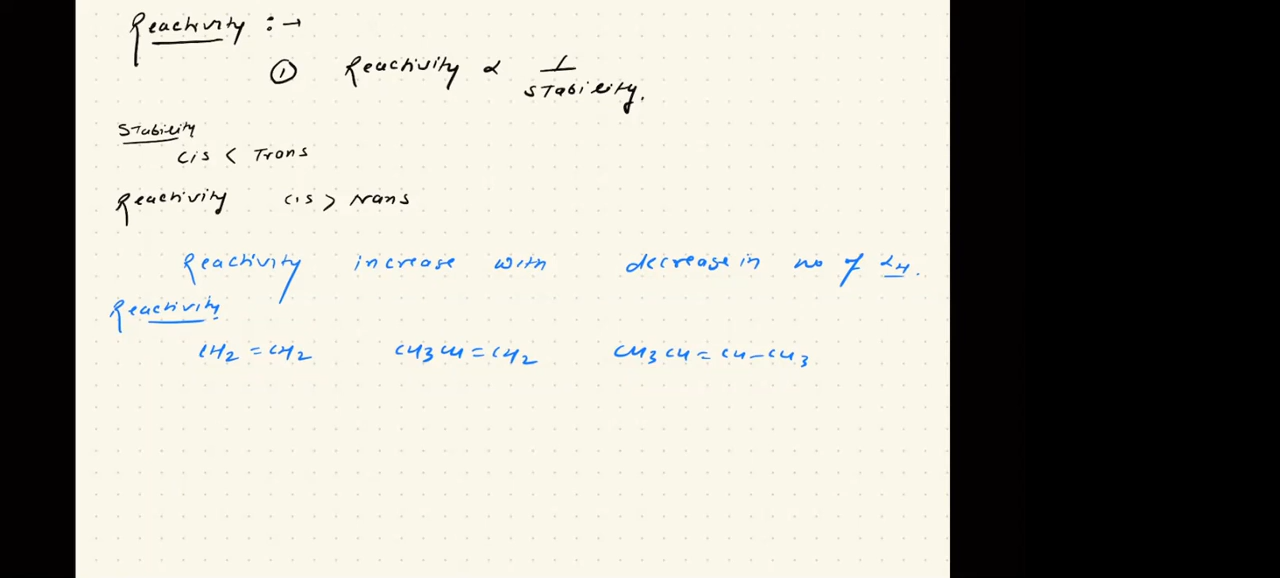 Reactivity :→
① Reactivity α 1/stability.
Stability
cis < Trans
Reactivity cis > trans
Reactivity increase with decrease in no of αH.
Reactivity
CH2 = CH2 CH3CH = CH2 CH3CH = CH-CH3